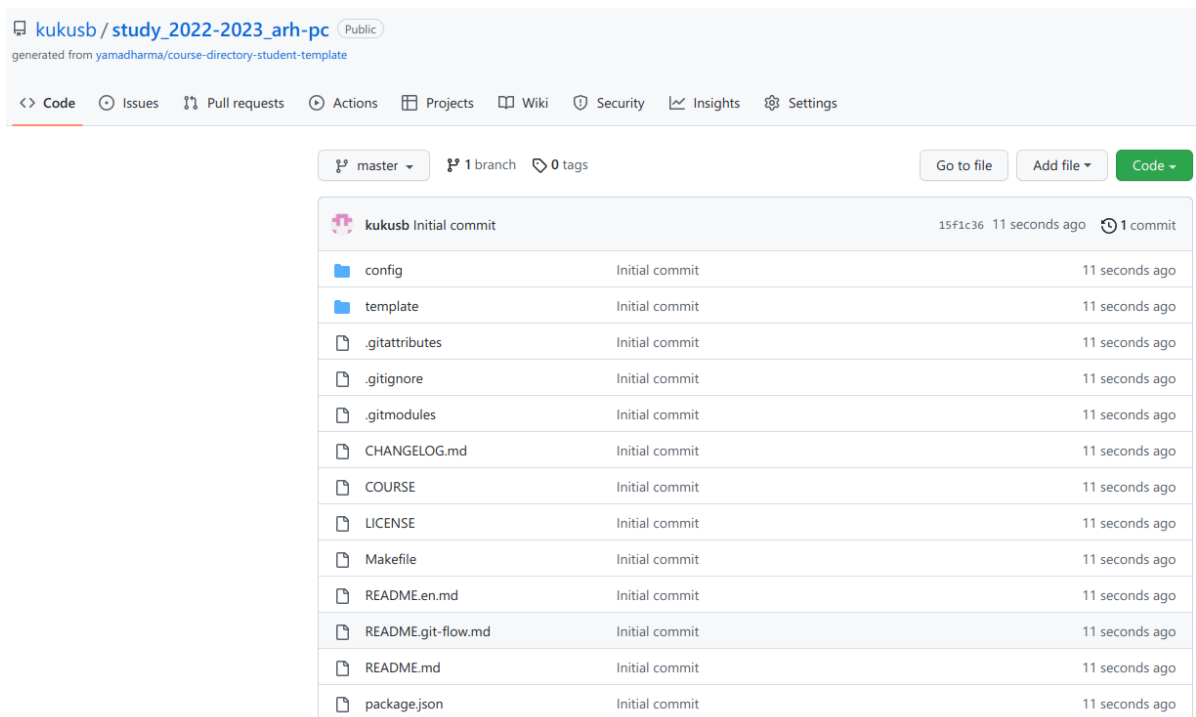 kukusb / study_2022-2023_arh-pc Public
generated from yamadharma/course-directory-student-template
<> Code Issues Pull requests Actions Projects Wiki Security Insights Settings
master 1 branch 0 tags Go to file Add file Code
kukusb Initial commit 15f1c36 11 seconds ago 1 commit
config Initial commit 11 seconds ago
template Initial commit 11 seconds ago
.gitattributes Initial commit 11 seconds ago
.gitignore Initial commit 11 seconds ago
.gitmodules Initial commit 11 seconds ago
CHANGELOG.md Initial commit 11 seconds ago
COURSE Initial commit 11 seconds ago
LICENSE Initial commit 11 seconds ago
Makefile Initial commit 11 seconds ago
README.en.md Initial commit 11 seconds ago
README.git-flow.md Initial commit 11 seconds ago
README.md Initial commit 11 seconds ago
package.json Initial commit 11 seconds ago